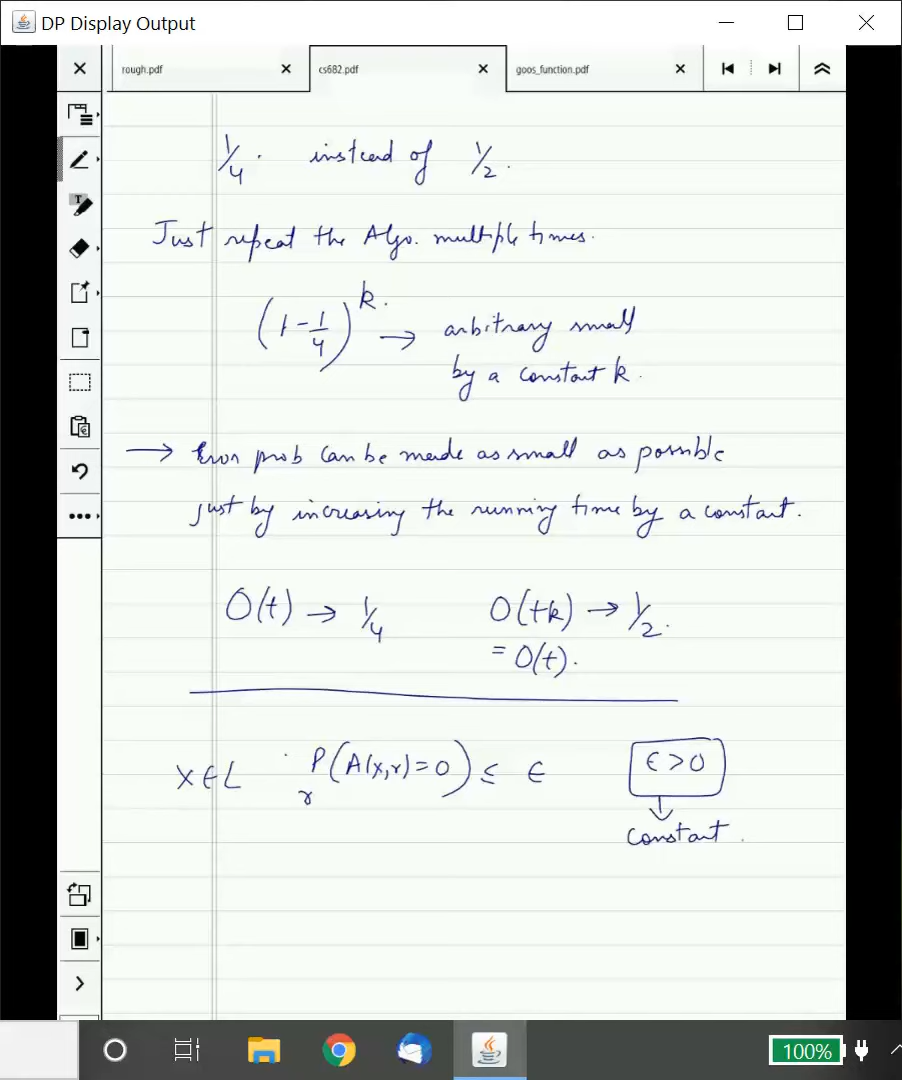 DP Display Output
rough.pdf
cs682.pdf
goos_function.pdf
1/4. instead of 1/2.
Just repeat the Algo. multiple times.
(1 - 1/4)^k. → arbitrary small
by a constant k.
→ Error prob can be made as small as possible
just by increasing the running time by a constant.
O(t) → 1/4 O(tk) → 1/2.
= O(t).
x ∈ L P_r(A(x,r) = 0) ≤ ϵ ϵ > 0
↓
Constant.
100%